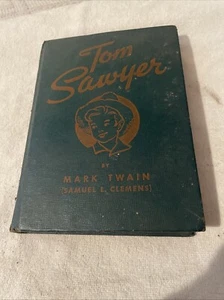 Tom
Sawyer
BY
MARK TWAIN
(SAMUEL L. CLEMENS)